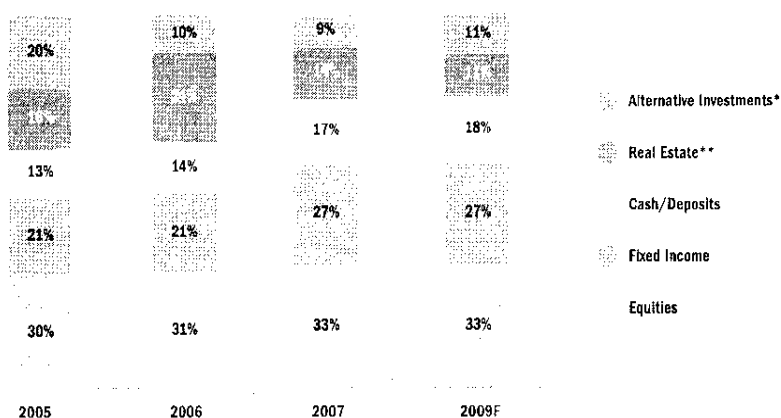 20% 10% 9% 11%
13% 14% 17% 18%
21% 21% 27% 27%
30% 31% 33% 33%
2005 2006 2007 2009F
Alternative Investments*
Real Estate**
Cash/Deposits
Fixed Income
Equities